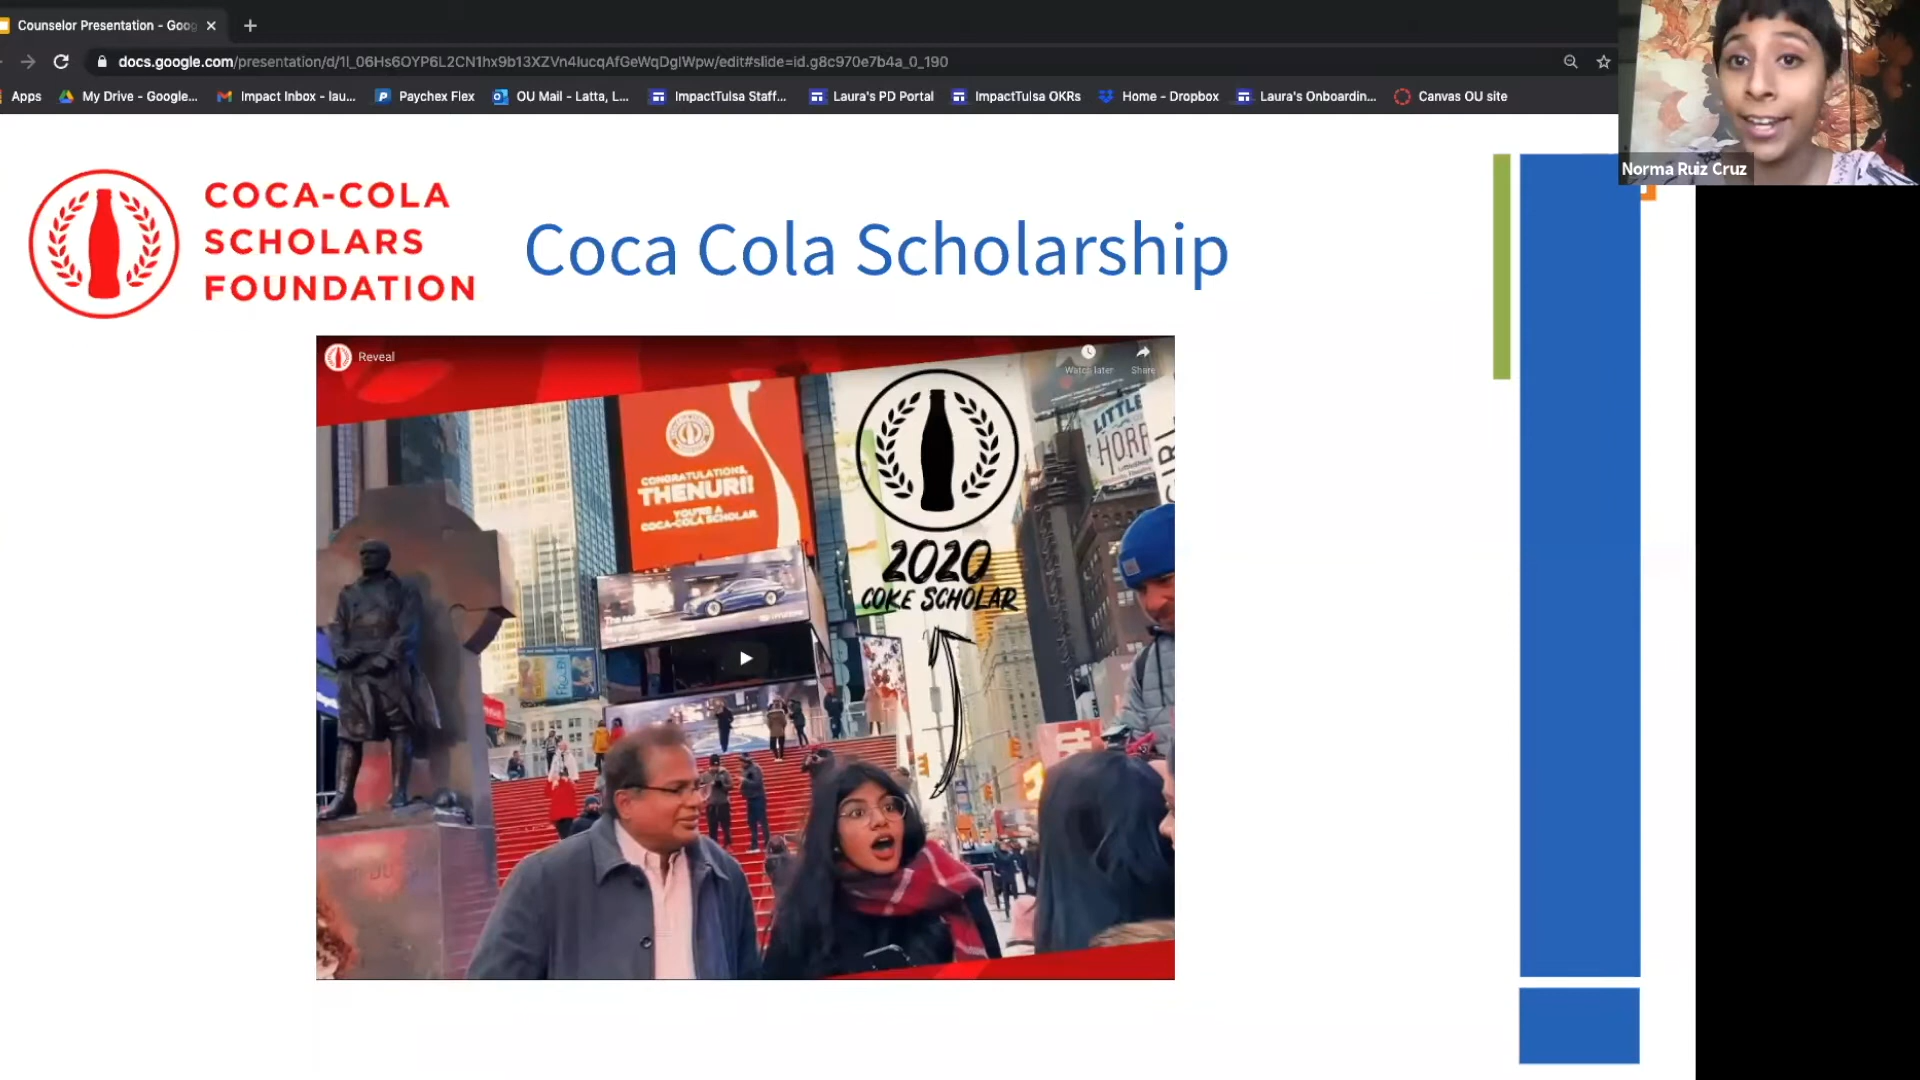 Counselor Presentation - Goo
docs.google.com/presentation/d/1l_06Hs6OYP6L2CN1hx9b13XZVn4IucqAfGeWqDglWpw/edit#slide=id.g8c970e7b4a_0_190
Apps
My Drive - Google...
Impact Inbox - lau...
Paychex Flex
OU Mail - Latta, L...
ImpactTulsa Staff...
Laura's PD Portal
ImpactTulsa OKRs
Home - Dropbox
Laura's Onboardin...
Canvas OU site
Norma Ruiz Cruz
COCA-COLA
SCHOLARS
FOUNDATION
Coca Cola Scholarship
Reveal
Watch later
Share
CONGRATULATIONS,
THENURI!
YOU'RE A
COCA-COLA SCHOLAR.
LITTLE
HORR
2020
COKE SCHOLAR